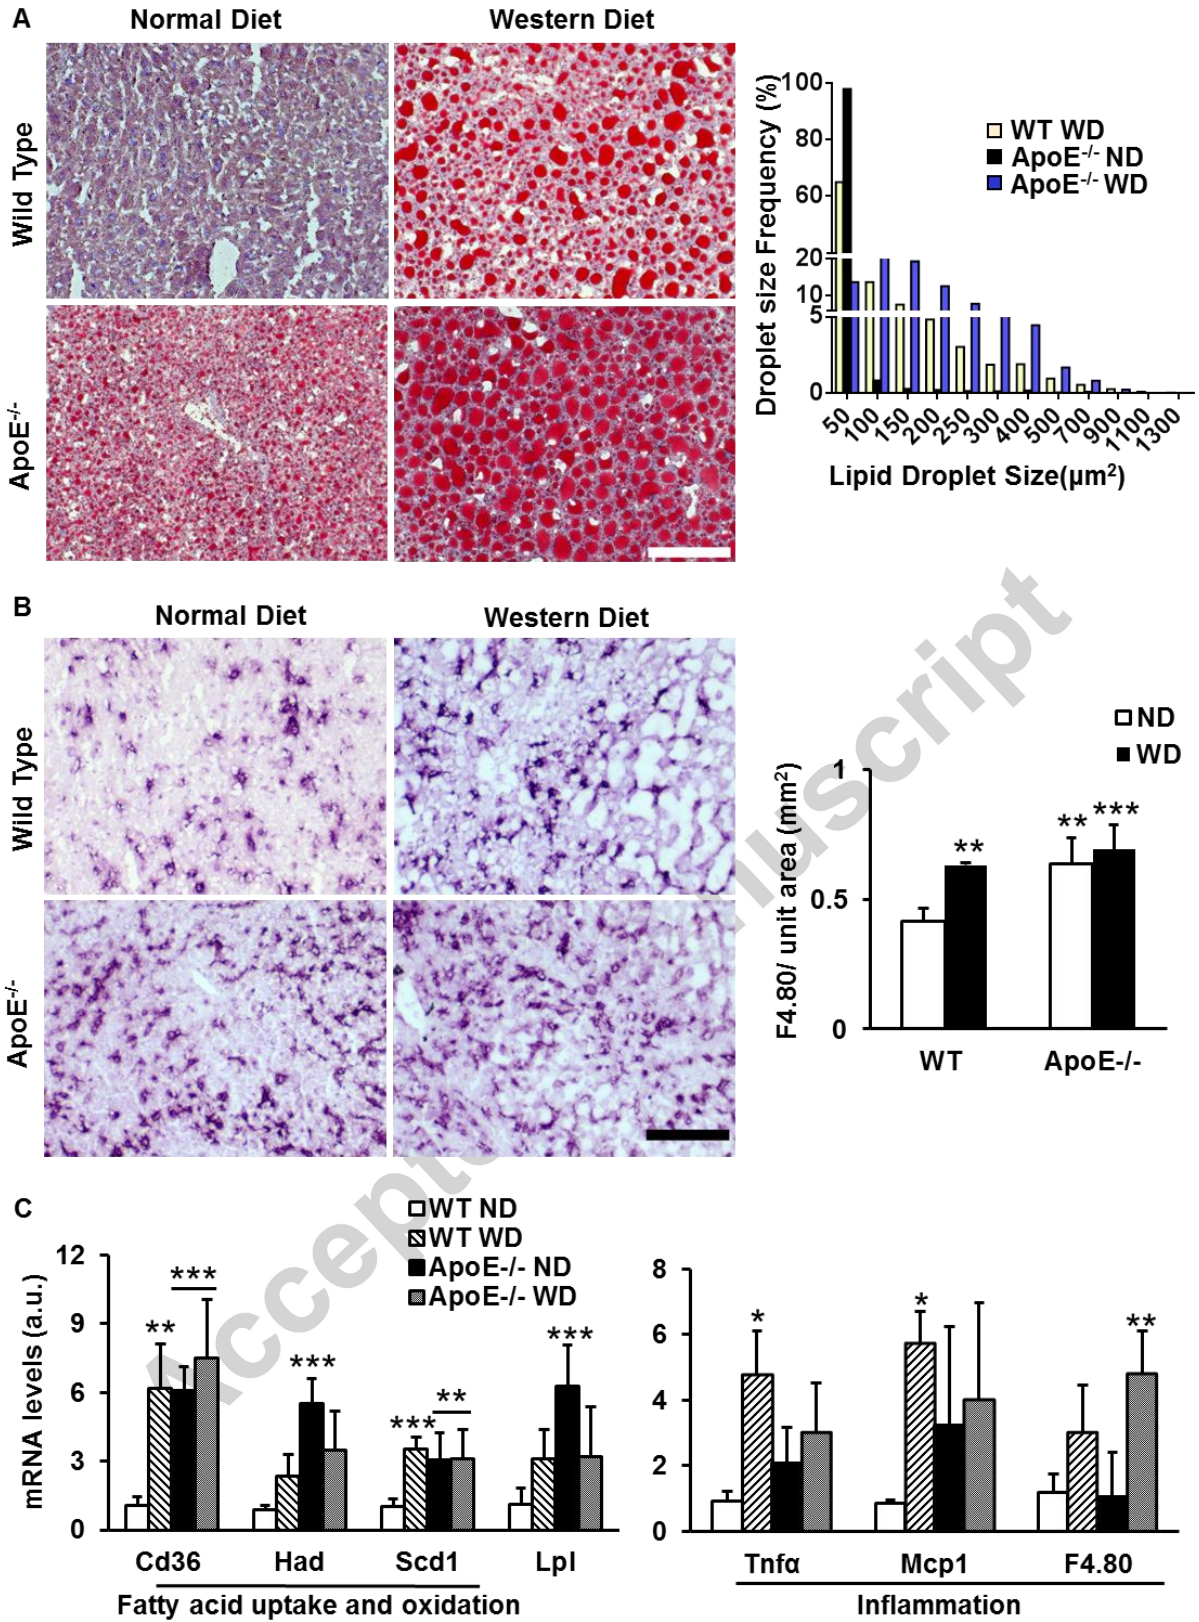 A
Normal Diet
Western Diet
Wild Type
ApoE-/-
Droplet size Frequency (%)
100
80
60
20
10
5
0
WT WD
ApoE-/- ND
ApoE-/- WD
50
100
150
200
250
300
400
500
700
900
1100
1300
Lipid Droplet Size(µm²)
B
Normal Diet
Western Diet
Wild Type
ApoE-/-
F4.80/ unit area (mm²)
1
0.5
0
ND
WD
**
**
***
WT
ApoE-/-
C
WT ND
WT WD
ApoE-/- ND
ApoE-/- WD
mRNA levels (a.u.)
12
9
6
3
0
**
***
***
***
**
***
Cd36
Had
Scd1
Lpl
Fatty acid uptake and oxidation
8
6
4
2
0
*
*
**
Tnfα
Mcp1
F4.80
Inflammation